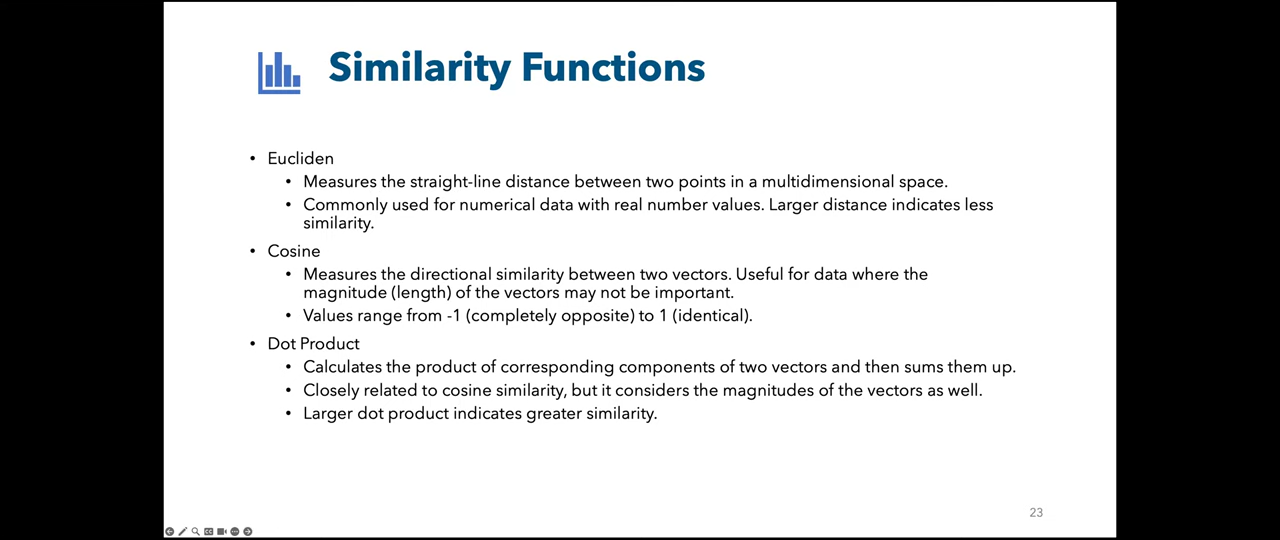 Similarity Functions
• Eucliden
• Measures the straight-line distance between two points in a multidimensional space.
• Commonly used for numerical data with real number values. Larger distance indicates less
similarity.
• Cosine
• Measures the directional similarity between two vectors. Useful for data where the
magnitude (length) of the vectors may not be important.
• Values range from -1 (completely opposite) to 1 (identical).
• Dot Product
• Calculates the product of corresponding components of two vectors and then sums them up.
• Closely related to cosine similarity, but it considers the magnitudes of the vectors as well.
• Larger dot product indicates greater similarity.
23